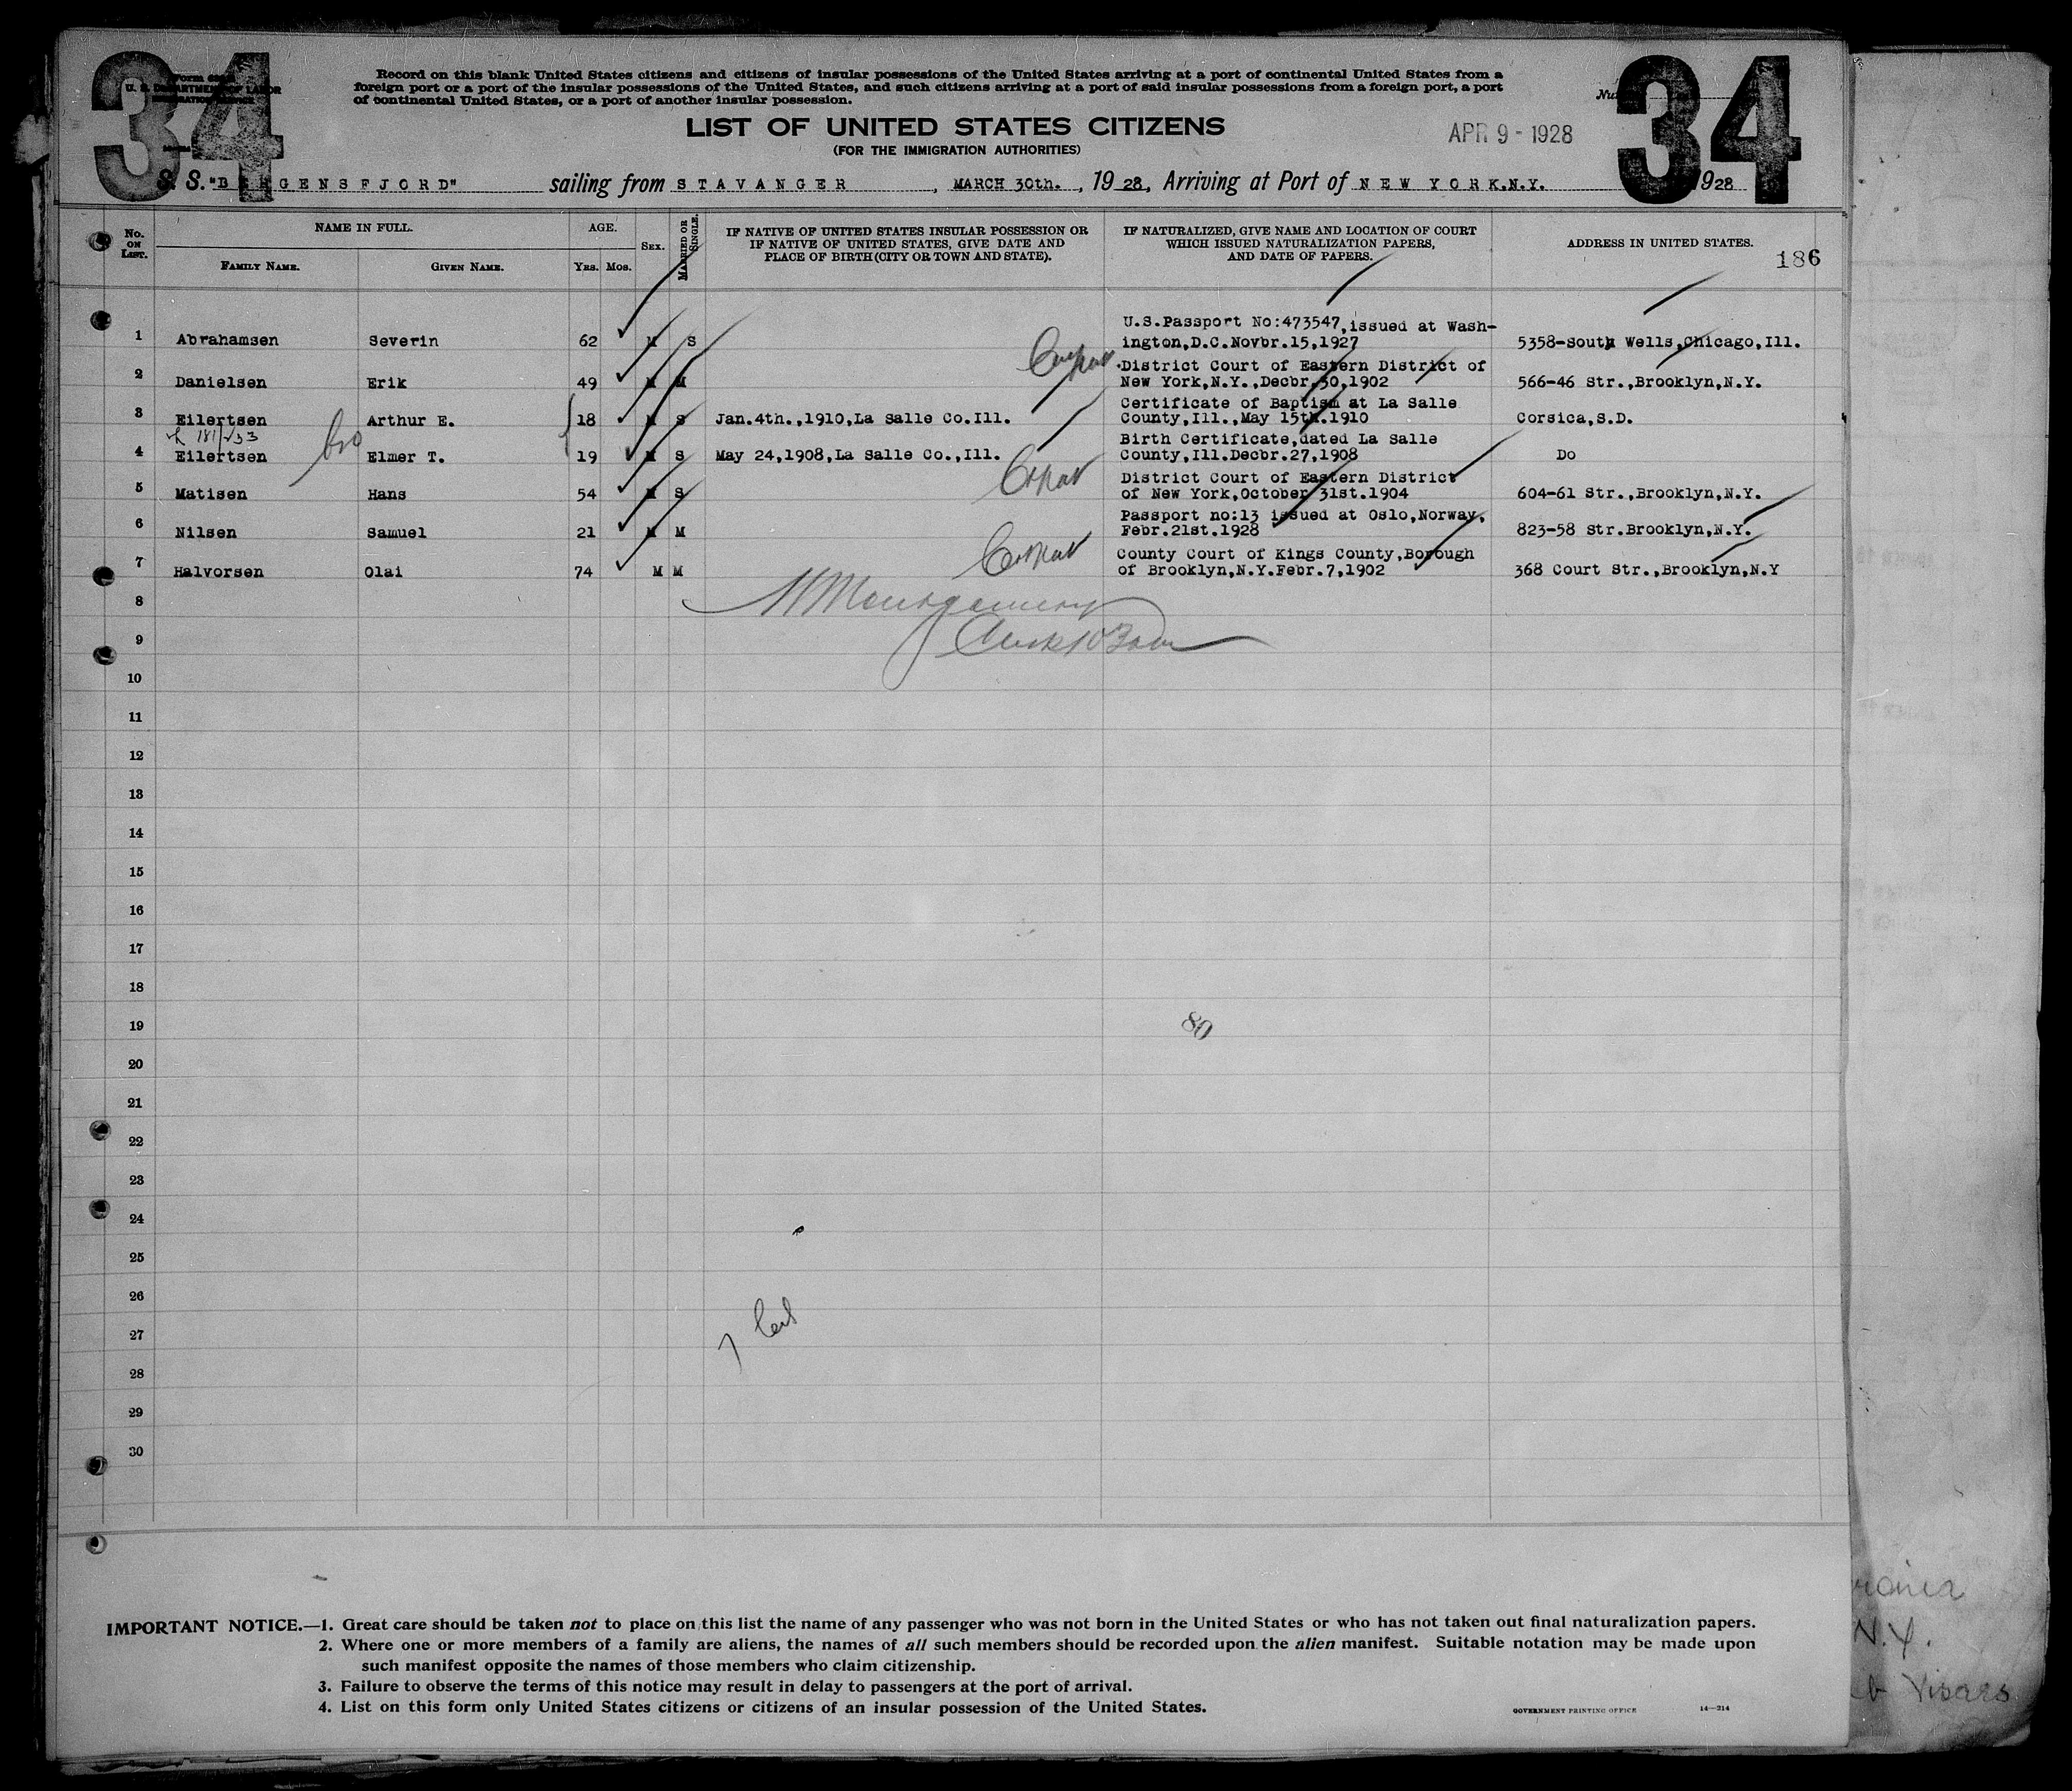 34
34
U. S. DEPARTMENT OF LABOR
IMMIGRATION SERVICE
Record on this blank United States citizens and citizens of insular possessions of the United States arriving at a port of continental United States from a
foreign port or a port of the insular possessions of the United States, and such citizens arriving at a port of said insular possessions from a foreign port, a port
of continental United States, or a port of another insular possession.
LIST OF UNITED STATES CITIZENS
(FOR THE IMMIGRATION AUTHORITIES)
APR 9 - 1928
S. S. "BERGENSFJORD" sailing from STAVANGER, MARCH 30th., 1928, Arriving at Port of NEW YORK.N.Y. 1928
No. ON LIST.
NAME IN FULL.
FAMILY NAME. GIVEN NAME.
AGE.
YRS. MOS.
SEX.
MARRIED OR SINGLE.
IF NATIVE OF UNITED STATES INSULAR POSSESSION OR
IF NATIVE OF UNITED STATES, GIVE DATE AND
PLACE OF BIRTH (CITY OR TOWN AND STATE).
IF NATURALIZED, GIVE NAME AND LOCATION OF COURT
WHICH ISSUED NATURALIZATION PAPERS,
AND DATE OF PAPERS.
ADDRESS IN UNITED STATES.
186
U.S.Passport No:473547,issued at Wash-
1 Abrahamsen Severin 62 M S ington,D.C.Novbr.15,1927 5358-South Wells,Chicago,Ill.
District Court of Eastern District of
2 Danielsen Erik 49 M M New York,N.Y.,Decbr.30,1902 566-46 Str.,Brooklyn,N.Y.
Certificate of Baptism at La Salle
3 Eilertsen Arthur E. 18 M S Jan.4th.,1910,La Salle Co.Ill. County,Ill.,May 15th.1910 Corsica,S.D.
bro
Birth Certificate,dated La Salle
4 Eilertsen Elmer T. 19 M S May 24,1908,La Salle Co.,Ill. County,Ill.Decbr.27,1908 Do
District Court of Eastern District
5 Matisen Hans 54 M S of New York,October 31st.1904 604-61 Str.,Brooklyn,N.Y.
Passport no:13 issued at Oslo,Norway,
6 Nilsen Samuel 21 M M Febr.21st.1928 823-58 Str.Brooklyn,N.Y.
County Court of Kings County,Borough
7 Halvorsen Olai 74 M M of Brooklyn,N.Y.Febr.7,1902 368 Court Str.,Brooklyn,N.Y
8
Montgomery
9
10
11
12
13
14
15
16
17
18
19
80
20
21
22
23
24
25
26
27
7
28
29
30
IMPORTANT NOTICE.—1. Great care should be taken not to place on this list the name of any passenger who was not born in the United States or who has not taken out final naturalization papers.
2. Where one or more members of a family are aliens, the names of all such members should be recorded upon the alien manifest. Suitable notation may be made upon
such manifest opposite the names of those members who claim citizenship.
3. Failure to observe the terms of this notice may result in delay to passengers at the port of arrival.
4. List on this form only United States citizens or citizens of an insular possession of the United States.
GOVERNMENT PRINTING OFFICE 14—214
N.Y.